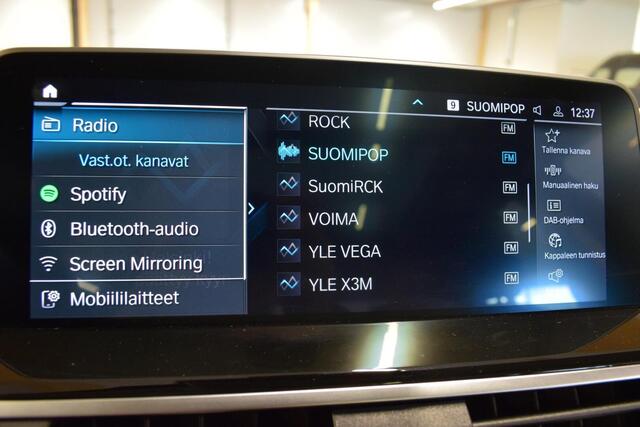 9 SUOMIPOP 12:37
Radio
Vast.ot. kanavat
Spotify
Bluetooth-audio
Screen Mirroring
Mobiililaitteet
ROCK FM
SUOMIPOP FM
SuomiRCK
VOIMA FM
YLE VEGA FM
YLE X3M FM
Tallenna kanava
Manuaalinen haku
DAB-ohjelma
Kappaleen tunnistus